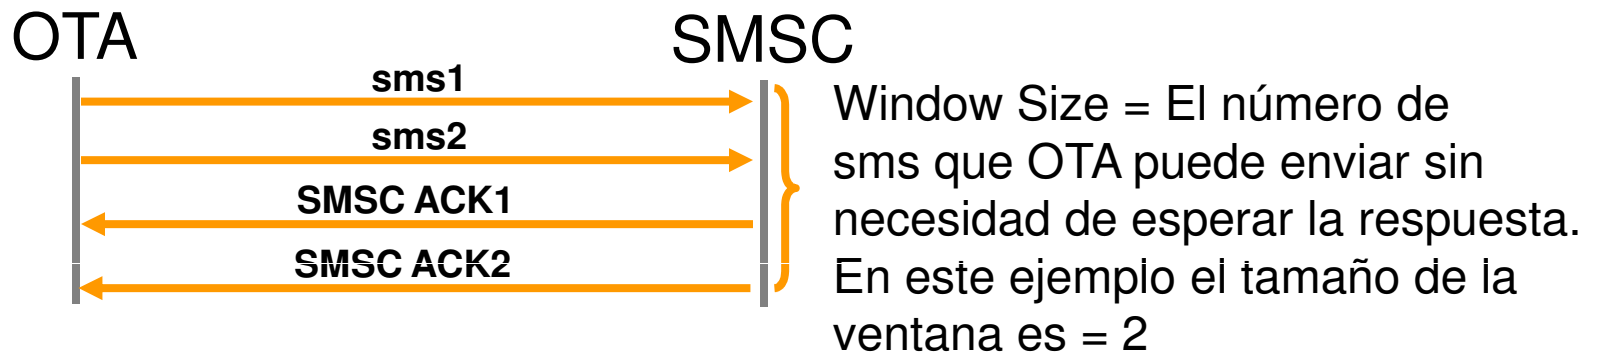 OTA
SMSC
sms1
sms2
SMSC ACK1
SMSC ACK2
Window Size = El número de
sms que OTA puede enviar sin
necesidad de esperar la respuesta.
En este ejemplo el tamaño de la
ventana es = 2